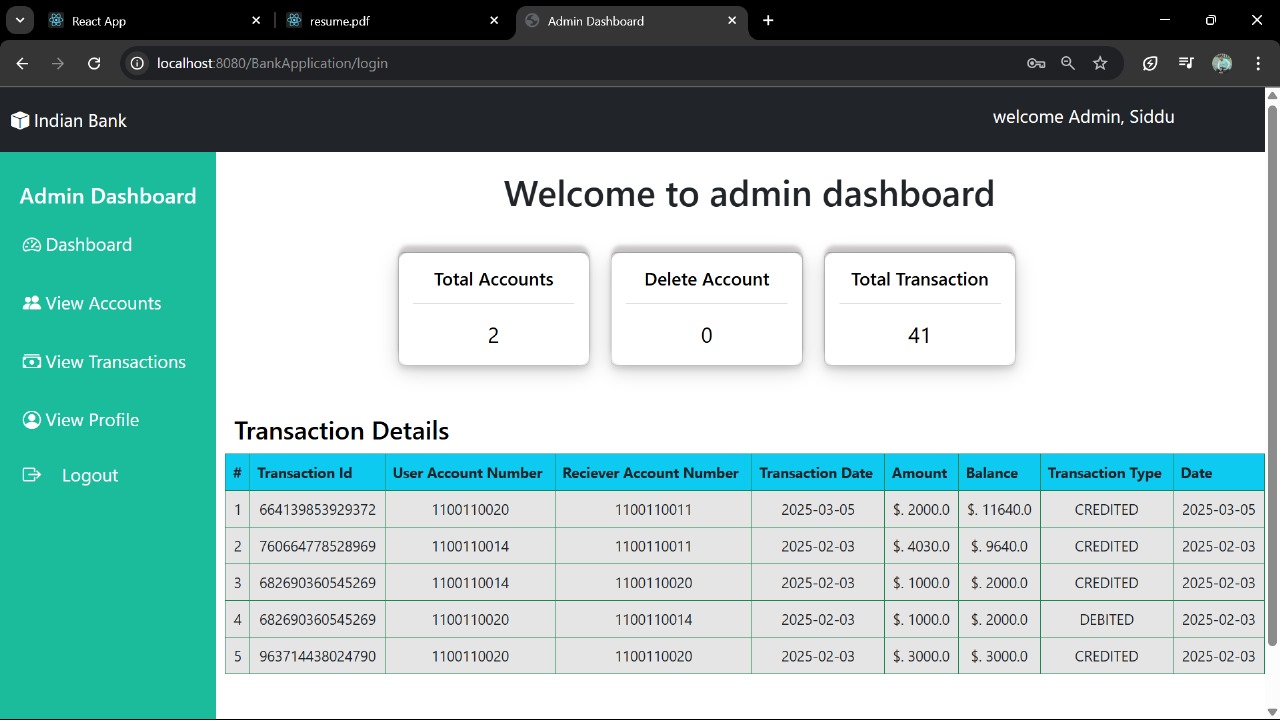 React App
resume.pdf
Admin Dashboard
localhost:8080/BankApplication/login
Indian Bank
welcome Admin, Siddu
Admin Dashboard
Dashboard
View Accounts
View Transactions
View Profile
Logout
Welcome to admin dashboard
Total Accounts
2
Delete Account
0
Total Transaction
41
Transaction Details
# Transaction Id User Account Number Reciever Account Number Transaction Date Amount Balance Transaction Type Date
1 664139853929372 1100110020 1100110011 2025-03-05 $. 2000.0 $. 11640.0 CREDITED 2025-03-05
2 760664778528969 1100110014 1100110011 2025-02-03 $. 4030.0 $. 9640.0 CREDITED 2025-02-03
3 682690360545269 1100110014 1100110020 2025-02-03 $. 1000.0 $. 2000.0 CREDITED 2025-02-03
4 682690360545269 1100110020 1100110014 2025-02-03 $. 1000.0 $. 2000.0 DEBITED 2025-02-03
5 963714438024790 1100110020 1100110020 2025-02-03 $. 3000.0 $. 3000.0 CREDITED 2025-02-03